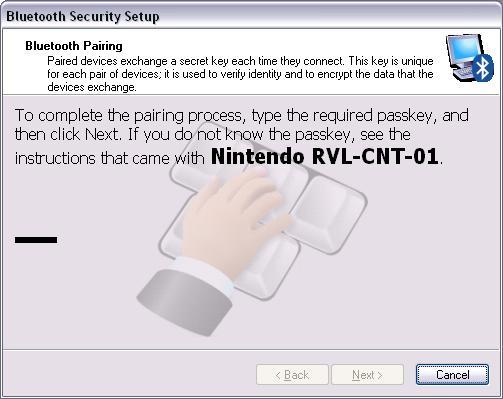 Bluetooth Security Setup
Bluetooth Pairing
Paired devices exchange a secret key each time they connect. This key is unique
for each pair of devices; it is used to verify identity and to encrypt the data that the
devices exchange.
To complete the pairing process, type the required passkey, and
then click Next. If you do not know the passkey, see the
instructions that came with Nintendo RVL-CNT-01.
< Back
Next >
Cancel